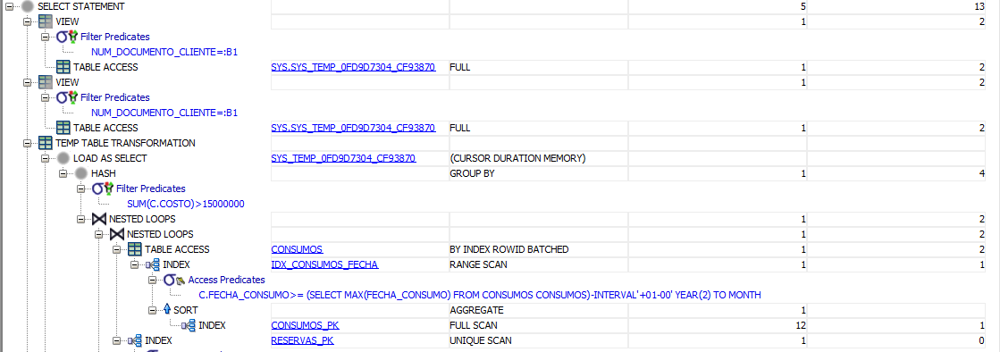 SELECT STATEMENT 5 13
VIEW 1 2
Filter Predicates
NUM_DOCUMENTO_CLIENTE=:B1
TABLE ACCESS SYS.SYS_TEMP_0FD9D7304_CF93870 FULL 1 2
VIEW 1 2
Filter Predicates
NUM_DOCUMENTO_CLIENTE=:B1
TABLE ACCESS SYS.SYS_TEMP_0FD9D7304_CF93870 FULL 1 2
TEMP TABLE TRANSFORMATION
LOAD AS SELECT SYS_TEMP_0FD9D7304_CF93870 (CURSOR DURATION MEMORY)
HASH GROUP BY 1 4
Filter Predicates
SUM(C.COSTO)>15000000
NESTED LOOPS 1 2
NESTED LOOPS 1 2
TABLE ACCESS CONSUMOS BY INDEX ROWID BATCHED 1 2
INDEX IDX_CONSUMOS_FECHA RANGE SCAN 1 1
Access Predicates
C.FECHA_CONSUMO>= (SELECT MAX(FECHA_CONSUMO) FROM CONSUMOS CONSUMOS)-INTERVAL'+01-00' YEAR(2) TO MONTH
SORT AGGREGATE 1
INDEX CONSUMOS_PK FULL SCAN 12 1
INDEX RESERVAS_PK UNIQUE SCAN 1 0